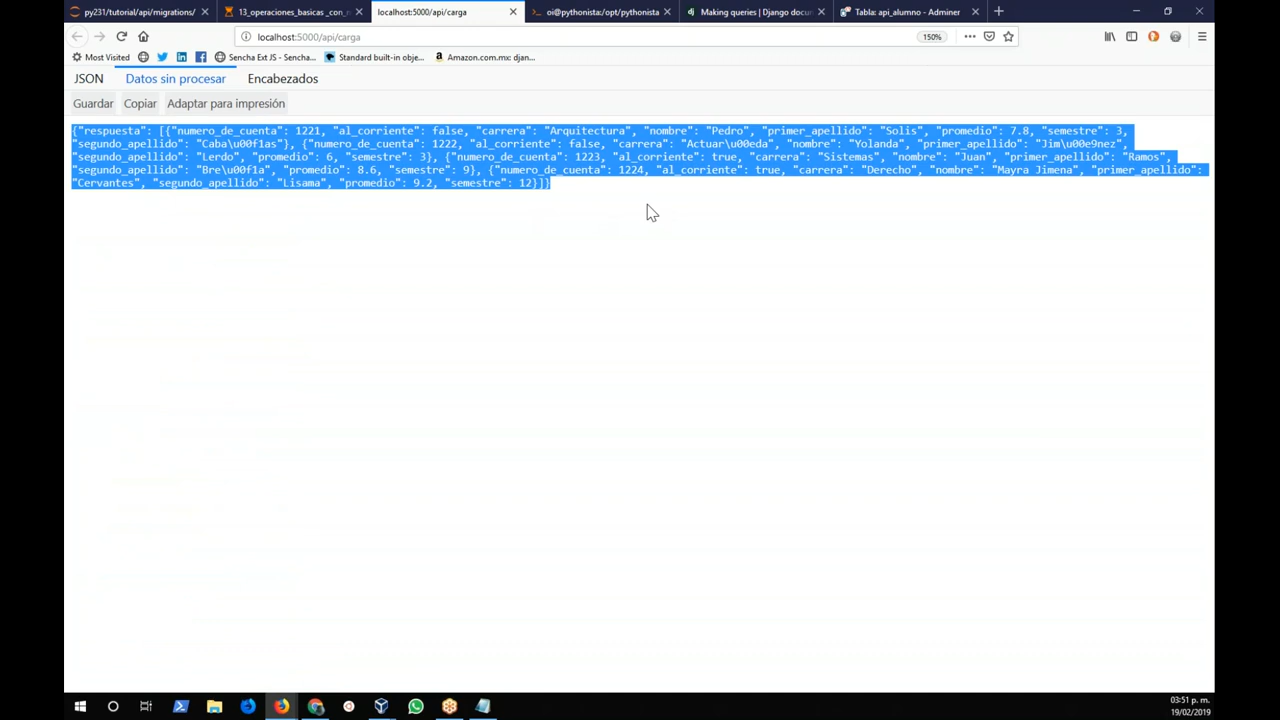 py231/tutorial/api/migrations/
13_operaciones_basicas _con_
localhost:5000/api/carga
oi@pythonista:/opt/pythonista
Making queries | Django docu
Tabla: api_alumno - Adminer
localhost:5000/api/carga
150%
Most Visited
Sencha Ext JS - Sencha...
Standard built-in obje...
Amazon.com.mx: djan...
JSON
Datos sin procesar
Encabezados
Guardar
Copiar
Adaptar para impresión
{"respuesta": [{"numero_de_cuenta": 1221, "al_corriente": false, "carrera": "Arquitectura", "nombre": "Pedro", "primer_apellido": "Solis", "promedio": 7.8, "semestre": 3,
"segundo_apellido": "Caba\u00f1as"}, {"numero_de_cuenta": 1222, "al_corriente": false, "carrera": "Actuar\u00eda", "nombre": "Yolanda", "primer_apellido": "Jim\u00e9nez",
"segundo_apellido": "Lerdo", "promedio": 6, "semestre": 3}, {"numero_de_cuenta": 1223, "al_corriente": true, "carrera": "Sistemas", "nombre": "Juan", "primer_apellido": "Ramos",
"segundo_apellido": "Bre\u00f1a", "promedio": 8.6, "semestre": 9}, {"numero_de_cuenta": 1224, "al_corriente": true, "carrera": "Derecho", "nombre": "Mayra Jimena", "primer_apellido":
"Cervantes", "segundo_apellido": "Lisama", "promedio": 9.2, "semestre": 12}]}
03:51 p. m.
19/02/2019